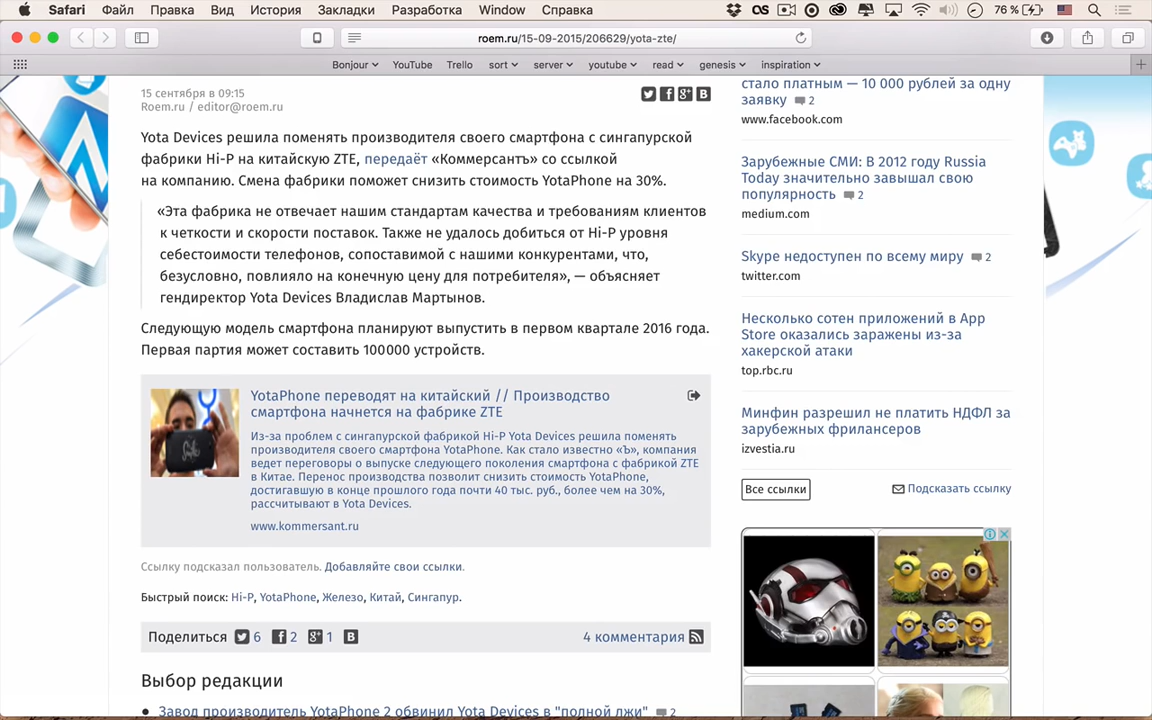 Safari Файл Правка Вид История Закладки Разработка Window Справка 76 %
roem.ru/15-09-2015/206629/yota-zte/
Bonjour YouTube Trello sort server youtube read genesis inspiration
15 сентября в 09:15
Roem.ru / editor@roem.ru
Yota Devices решила поменять производителя своего смартфона с сингапурской
фабрики Hi-P на китайскую ZTE, передаёт «Коммерсантъ» со ссылкой
на компанию. Смена фабрики поможет снизить стоимость YotaPhone на 30%.
«Эта фабрика не отвечает нашим стандартам качества и требованиям клиентов
к четкости и скорости поставок. Также не удалось добиться от Hi-P уровня
себестоимости телефонов, сопоставимой с нашими конкурентами, что,
безусловно, повлияло на конечную цену для потребителя», — объясняет
гендиректор Yota Devices Владислав Мартынов.
Следующую модель смартфона планируют выпустить в первом квартале 2016 года.
Первая партия может составить 100000 устройств.
YotaPhone переводят на китайский // Производство
смартфона начнется на фабрике ZTE
Из-за проблем с сингапурской фабрикой Hi-P Yota Devices решила поменять
производителя своего смартфона YotaPhone. Как стало известно «Ъ», компания
ведет переговоры о выпуске следующего поколения смартфона с фабрикой ZTE
в Китае. Перенос производства позволит снизить стоимость YotaPhone,
достигавшую в конце прошлого года почти 40 тыс. руб., более чем на 30%,
рассчитывают в Yota Devices.
www.kommersant.ru
Ссылку подсказал пользователь. Добавляйте свои ссылки.
Быстрый поиск: Hi-P, YotaPhone, Железо, Китай, Сингапур.
Поделиться 6 2 1 4 комментария
Выбор редакции
Завод производитель YotaPhone 2 обвинил Yota Devices в "полной лжи" 2
стало платным — 10 000 рублей за одну
заявку 2
www.facebook.com
Зарубежные СМИ: В 2012 году Russia
Today значительно завышал свою
популярность 2
medium.com
Skype недоступен по всему миру 2
twitter.com
Несколько сотен приложений в App
Store оказались заражены из-за
хакерской атаки
top.rbc.ru
Минфин разрешил не платить НДФЛ за
зарубежных фрилансеров
izvestia.ru
Все ссылки Подсказать ссылку